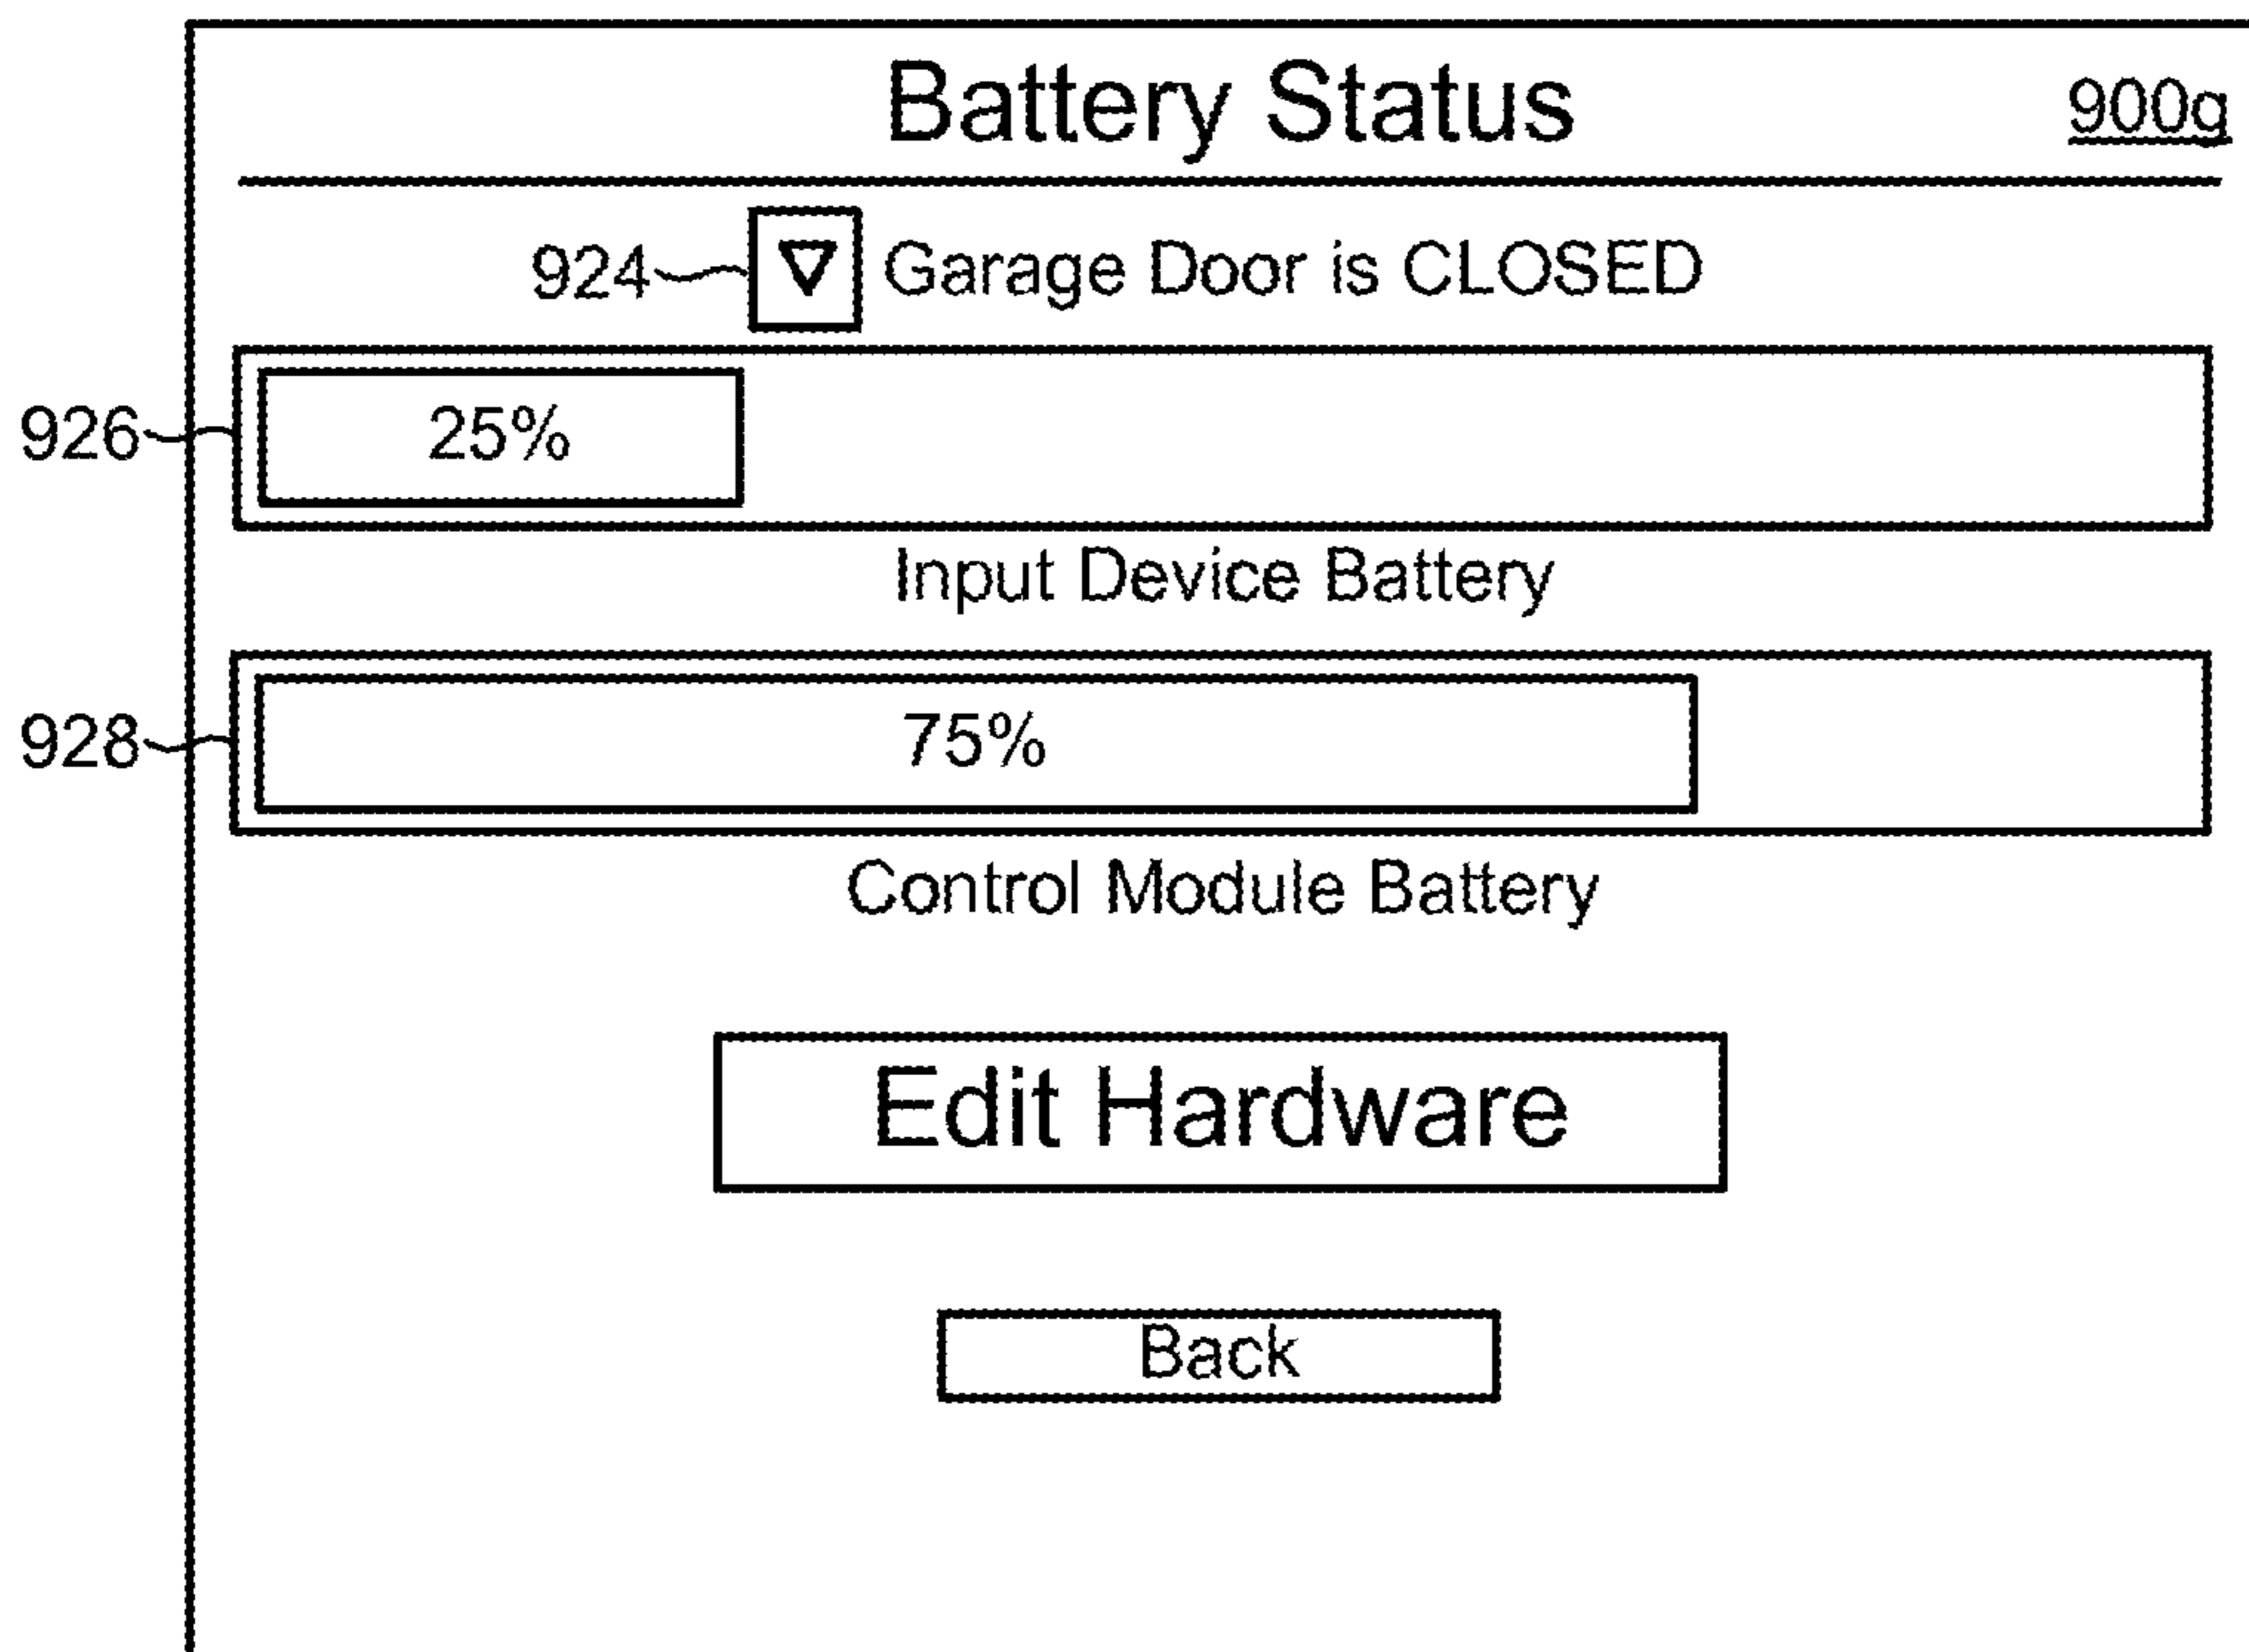 Battery Status 900g
924 Garage Door is CLOSED
926 25%
Input Device Battery
928 75%
Control Module Battery
Edit Hardware
Back